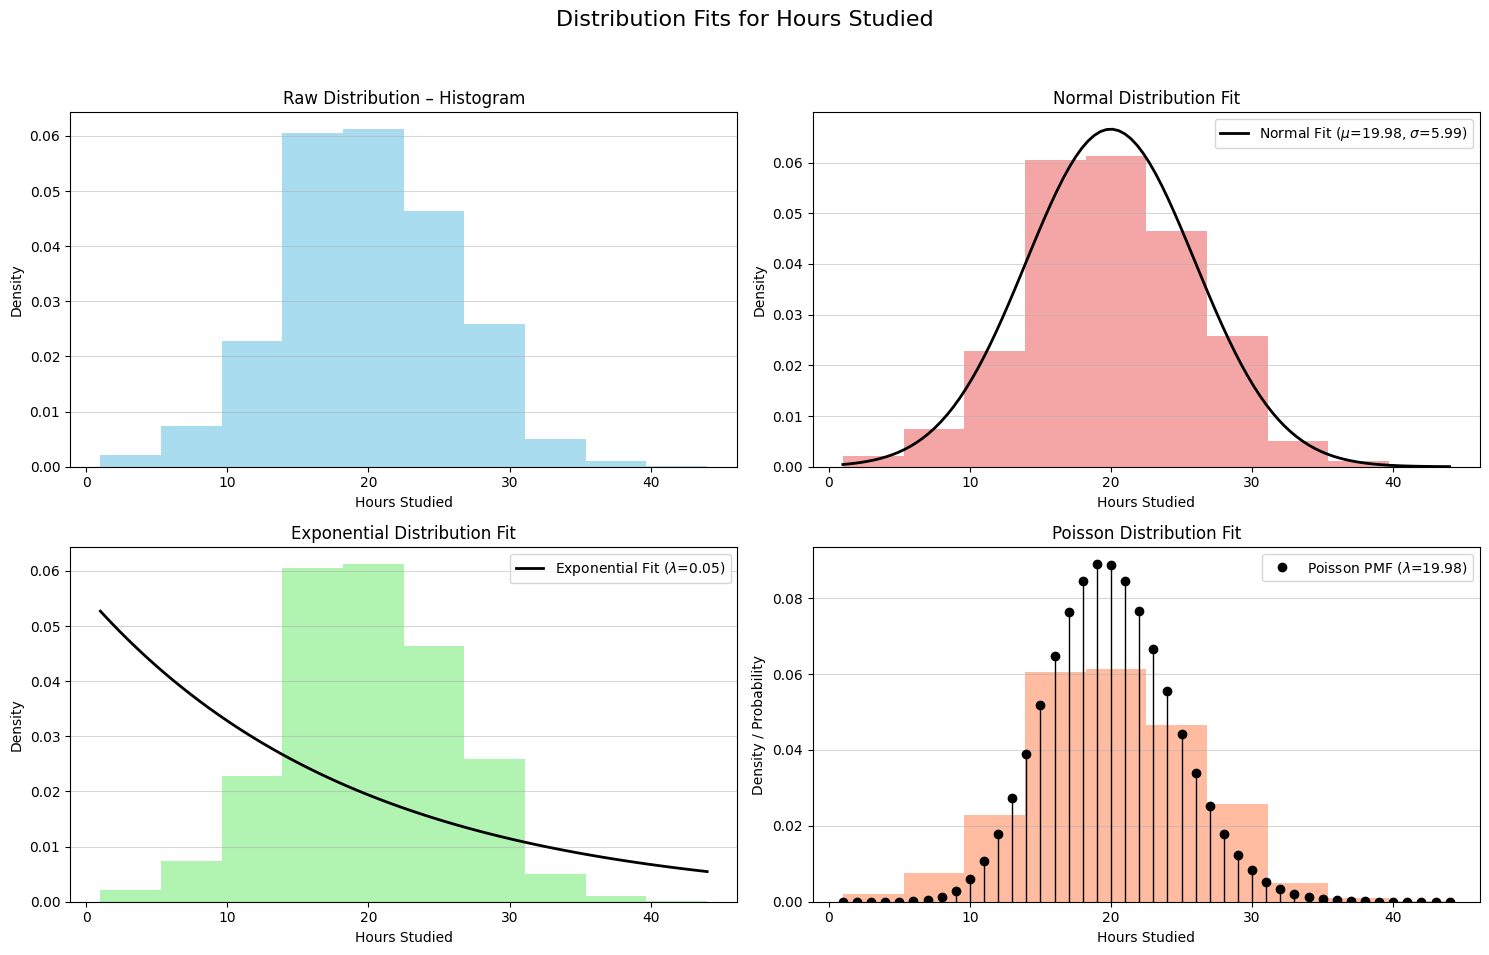 Distribution Fits for Hours Studied
Raw Distribution – Histogram
0.06
0.05
0.04
0.03
0.02
0.01
0.00
Density
0 10 20 30 40
Hours Studied
Normal Distribution Fit
Normal Fit (μ=19.98, σ=5.99)
0.06
0.05
0.04
0.03
0.02
0.01
0.00
Density
0 10 20 30 40
Hours Studied
Exponential Distribution Fit
Exponential Fit (λ=0.05)
0.06
0.05
0.04
0.03
0.02
0.01
0.00
Density
0 10 20 30 40
Hours Studied
Poisson Distribution Fit
Poisson PMF (λ=19.98)
0.08
0.06
0.04
0.02
0.00
Density / Probability
0 10 20 30 40
Hours Studied